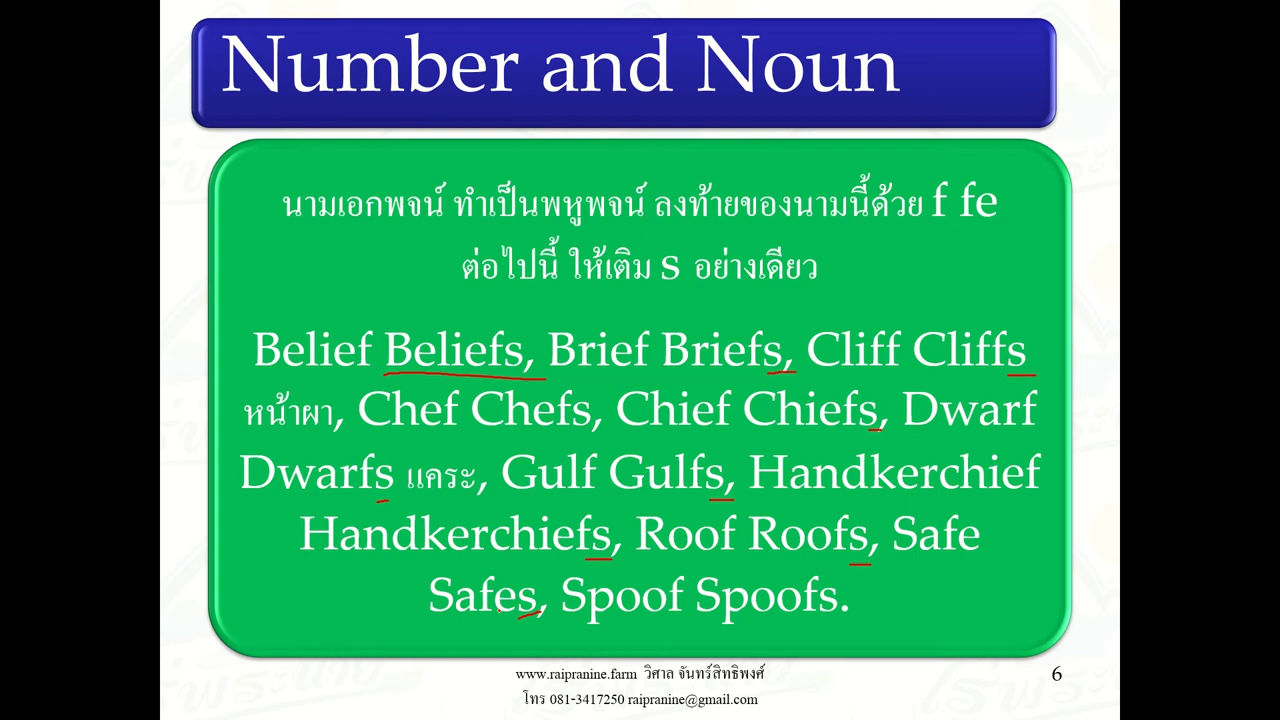 Number and Noun
นามเอกพจน์ ทำเป็นพหูพจน์ ลงท้ายของนามนี้ด้วย f fe
ต่อไปนี้ ให้เติม s อย่างเดียว
Belief Beliefs, Brief Briefs, Cliff Cliffs
หน้าผา, Chef Chefs, Chief Chiefs, Dwarf
Dwarfs แคระ, Gulf Gulfs, Handkerchief
Handkerchiefs, Roof Roofs, Safe
Safes, Spoof Spoofs.
www.raipranine.farm วิศาล จันทร์สิทธิพงศ์
โทร 081-3417250 raipranine@gmail.com
6